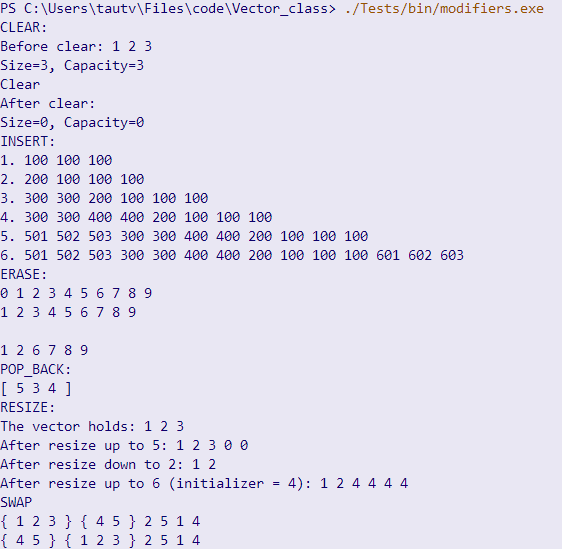 PS C:\Users\tautv\Files\code\Vector_class> ./Tests/bin/modifiers.exe
CLEAR:
Before clear: 1 2 3
Size=3, Capacity=3
Clear
After clear:
Size=0, Capacity=0
INSERT:
1. 100 100 100
2. 200 100 100 100
3. 300 300 200 100 100 100
4. 300 300 400 400 200 100 100 100
5. 501 502 503 300 300 400 400 200 100 100 100
6. 501 502 503 300 300 400 400 200 100 100 100 601 602 603
ERASE:
0 1 2 3 4 5 6 7 8 9
1 2 3 4 5 6 7 8 9

1 2 6 7 8 9
POP_BACK:
[ 5 3 4 ]
RESIZE:
The vector holds: 1 2 3
After resize up to 5: 1 2 3 0 0
After resize down to 2: 1 2
After resize up to 6 (initializer = 4): 1 2 4 4 4 4
SWAP
{ 1 2 3 } { 4 5 } 2 5 1 4
{ 4 5 } { 1 2 3 } 2 5 1 4